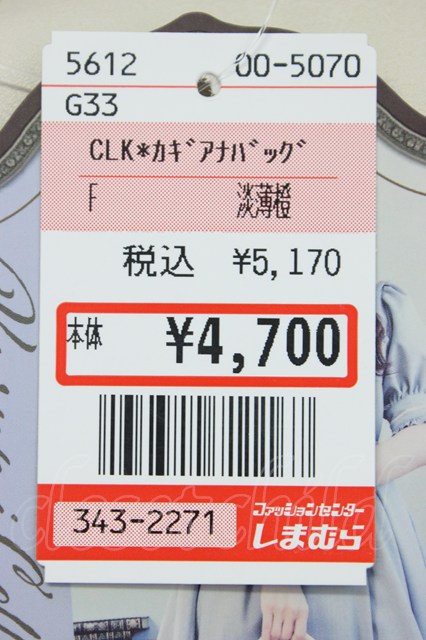 5612 00-5070
G33
CLK*ｶｷﾞｱﾅﾊﾞｯｸﾞ
F 淡薄橙
税込 ¥5,170
本体 ¥4,700
343-2271
ファッションセンター
しまむら
closet child